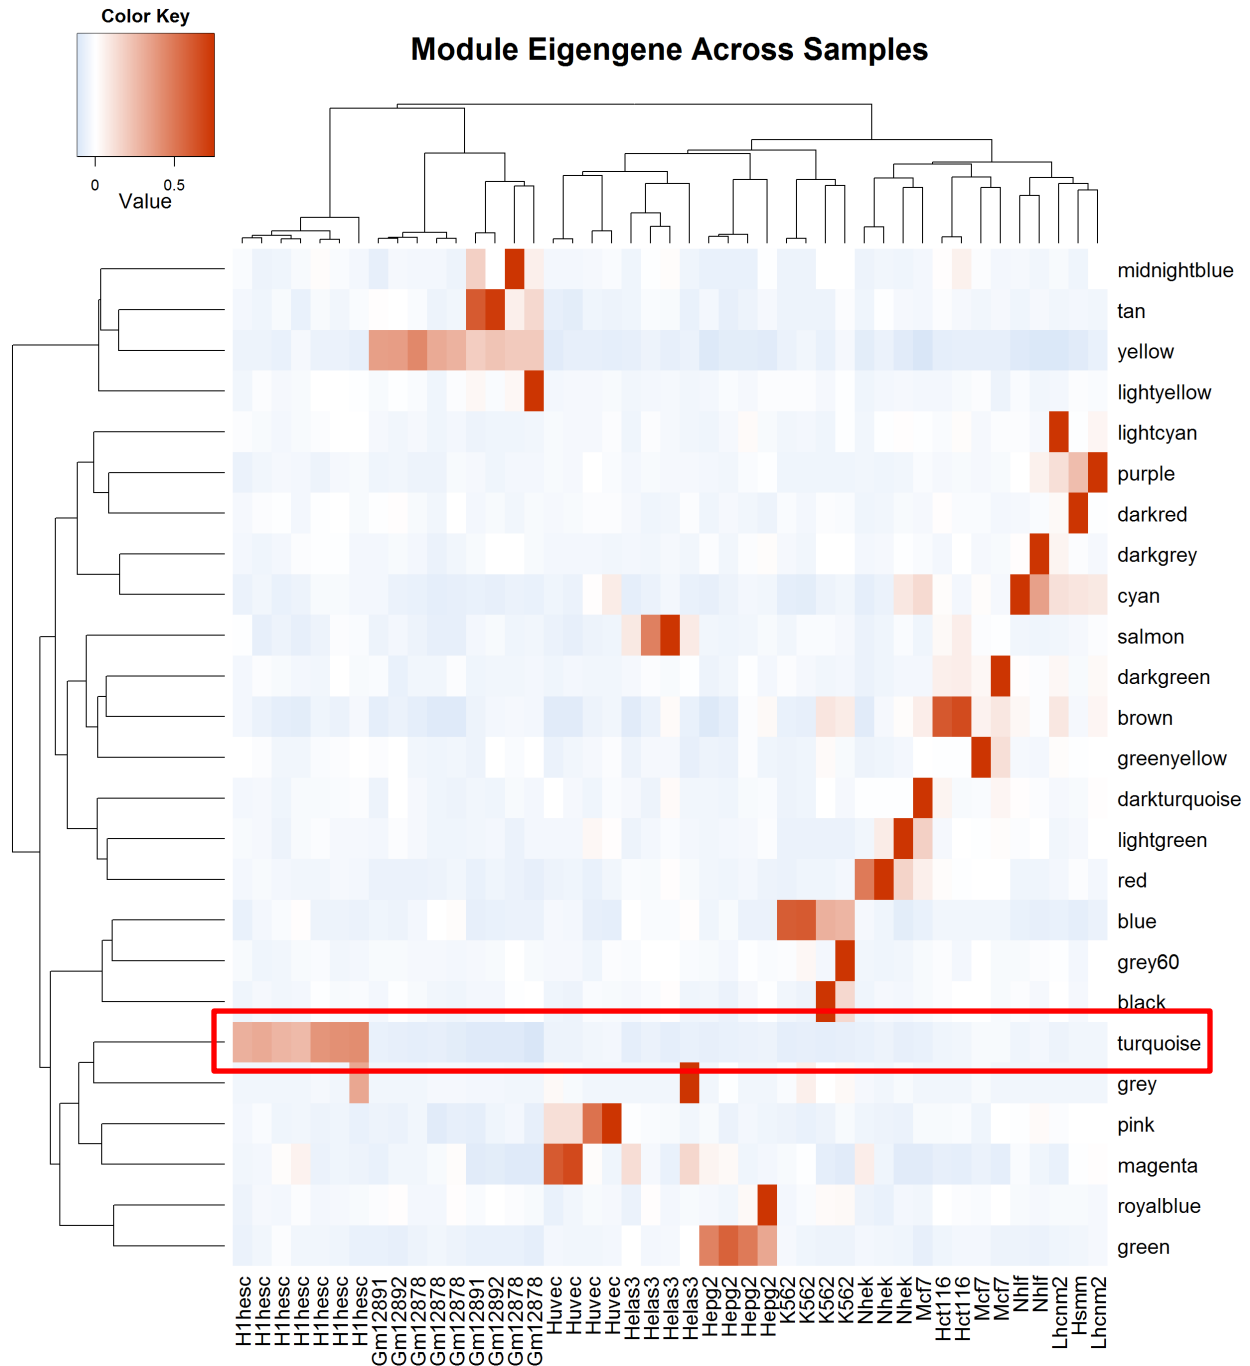 Color Key
0
0.5
Value
Module Eigengene Across Samples
midnightblue
tan
yellow
lightyellow
lightcyan
purple
darkred
darkgrey
cyan
salmon
darkgreen
brown
greenyellow
darkturquoise
lightgreen
red
blue
grey60
black
turquoise
grey
pink
magenta
royalblue
green
H1hesc
H1hesc
H1hesc
H1hesc
H1hesc
H1hesc
H1hesc
Gm12891
Gm12892
Gm12878
Gm12878
Gm12878
Gm12891
Gm12892
Gm12878
Gm12878
Huvec
Huvec
Huvec
Huvec
Helas3
Helas3
Helas3
Helas3
Hepg2
Hepg2
Hepg2
Hepg2
K562
K562
K562
K562
Nhek
Nhek
Nhek
Mcf7
Hct116
Hct116
Mcf7
Mcf7
Nhlf
Nhlf
Lhcnm2
Hsmm
Lhcnm2